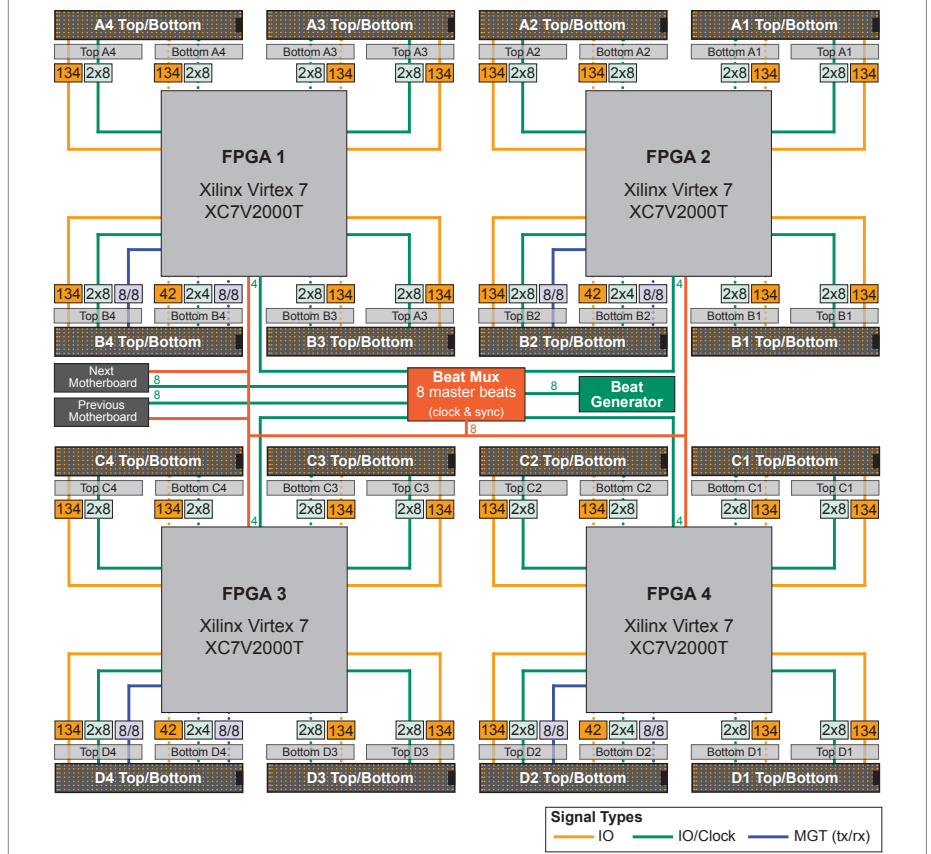 A4 Top/Bottom A3 Top/Bottom A2 Top/Bottom A1 Top/Bottom
Top A4 Bottom A4 Bottom A3 Top A3 Top A2 Bottom A2 Bottom A1 Top A1
134 2x8 134 2x8 2x8 134 2x8 134 134 2x8 134 2x8 2x8 134 2x8 134
FPGA 1 FPGA 2
Xilinx Virtex 7 Xilinx Virtex 7
XC7V2000T XC7V2000T
4 4
134 2x8 8/8 42 2x4 8/8 2x8 134 2x8 134 134 2x8 8/8 42 2x4 8/8 2x8 134 2x8 134
Top B4 Bottom B4 Bottom B3 Top A3 Top B2 Bottom B2 Bottom B1 Top B1
B4 Top/Bottom B3 Top/Bottom B2 Top/Bottom B1 Top/Bottom
Next
Motherboard
8
8
Previous
Motherboard
Beat Mux
8 master beats
(clock & sync)
8
Beat
Generator
8
C4 Top/Bottom C3 Top/Bottom C2 Top/Bottom C1 Top/Bottom
Top C4 Bottom C4 Bottom C3 Top C3 Top C2 Bottom C2 Bottom C1 Top C1
134 2x8 134 2x8 2x8 134 2x8 134 134 2x8 134 2x8 2x8 134 2x8 134
4 4
FPGA 3 FPGA 4
Xilinx Virtex 7 Xilinx Virtex 7
XC7V2000T XC7V2000T
134 2x8 8/8 42 2x4 8/8 2x8 134 2x8 134 134 2x8 8/8 42 2x4 8/8 2x8 134 2x8 134
Top D4 Bottom D4 Bottom D3 Top D3 Top D2 Bottom D2 Bottom D1 Top D1
D4 Top/Bottom D3 Top/Bottom D2 Top/Bottom D1 Top/Bottom
Signal Types
IO IO/Clock MGT (tx/rx)